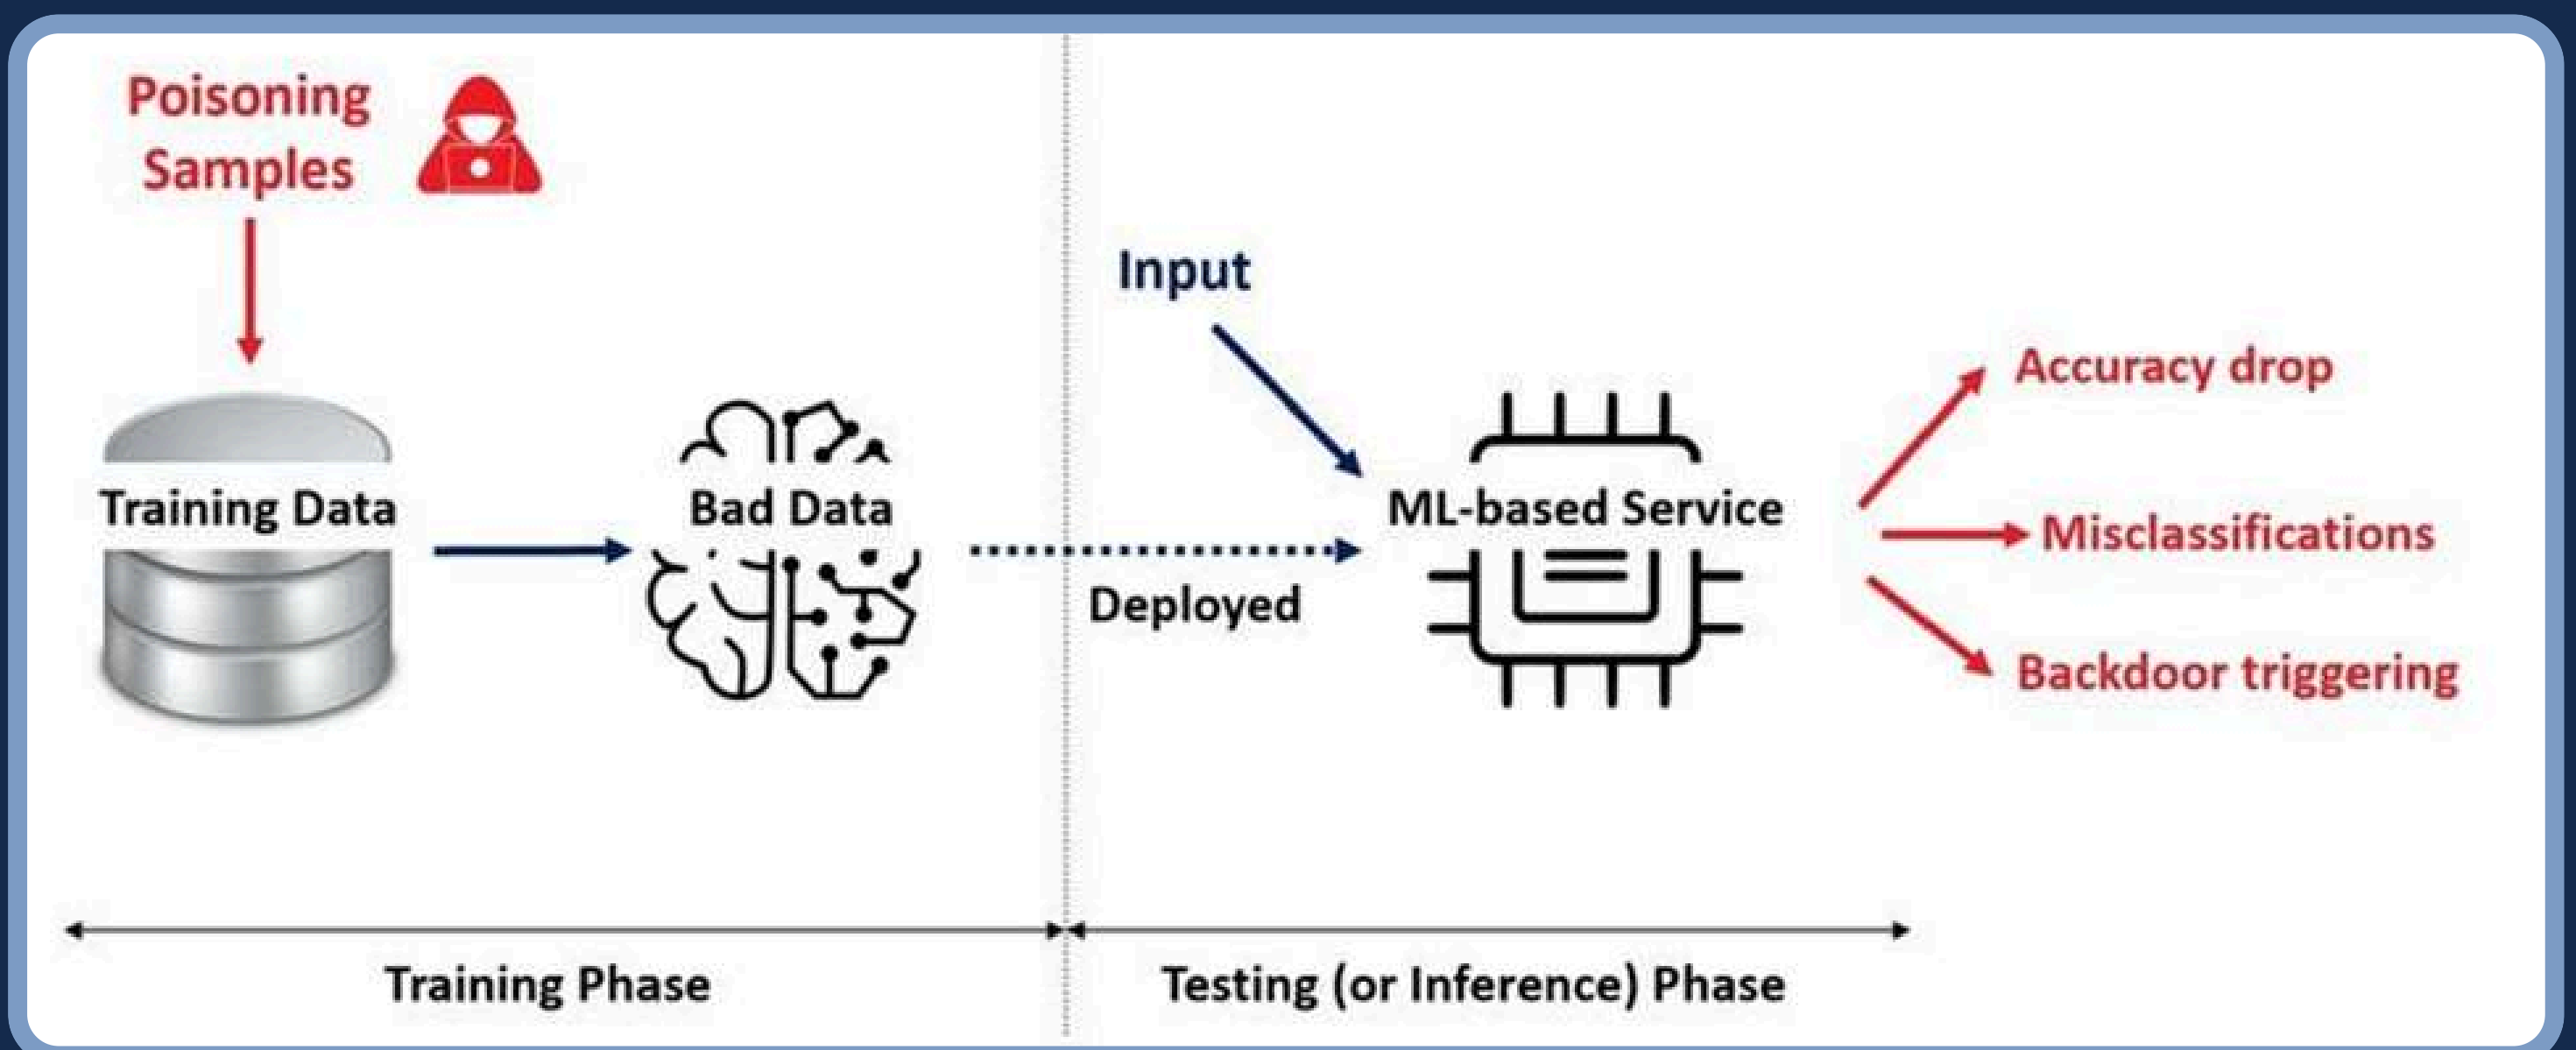 Poisoning
Samples
Input
Accuracy drop
Training Data
Bad Data
ML-based Service
Misclassifications
Deployed
Backdoor triggering
Training Phase
Testing (or Inference) Phase